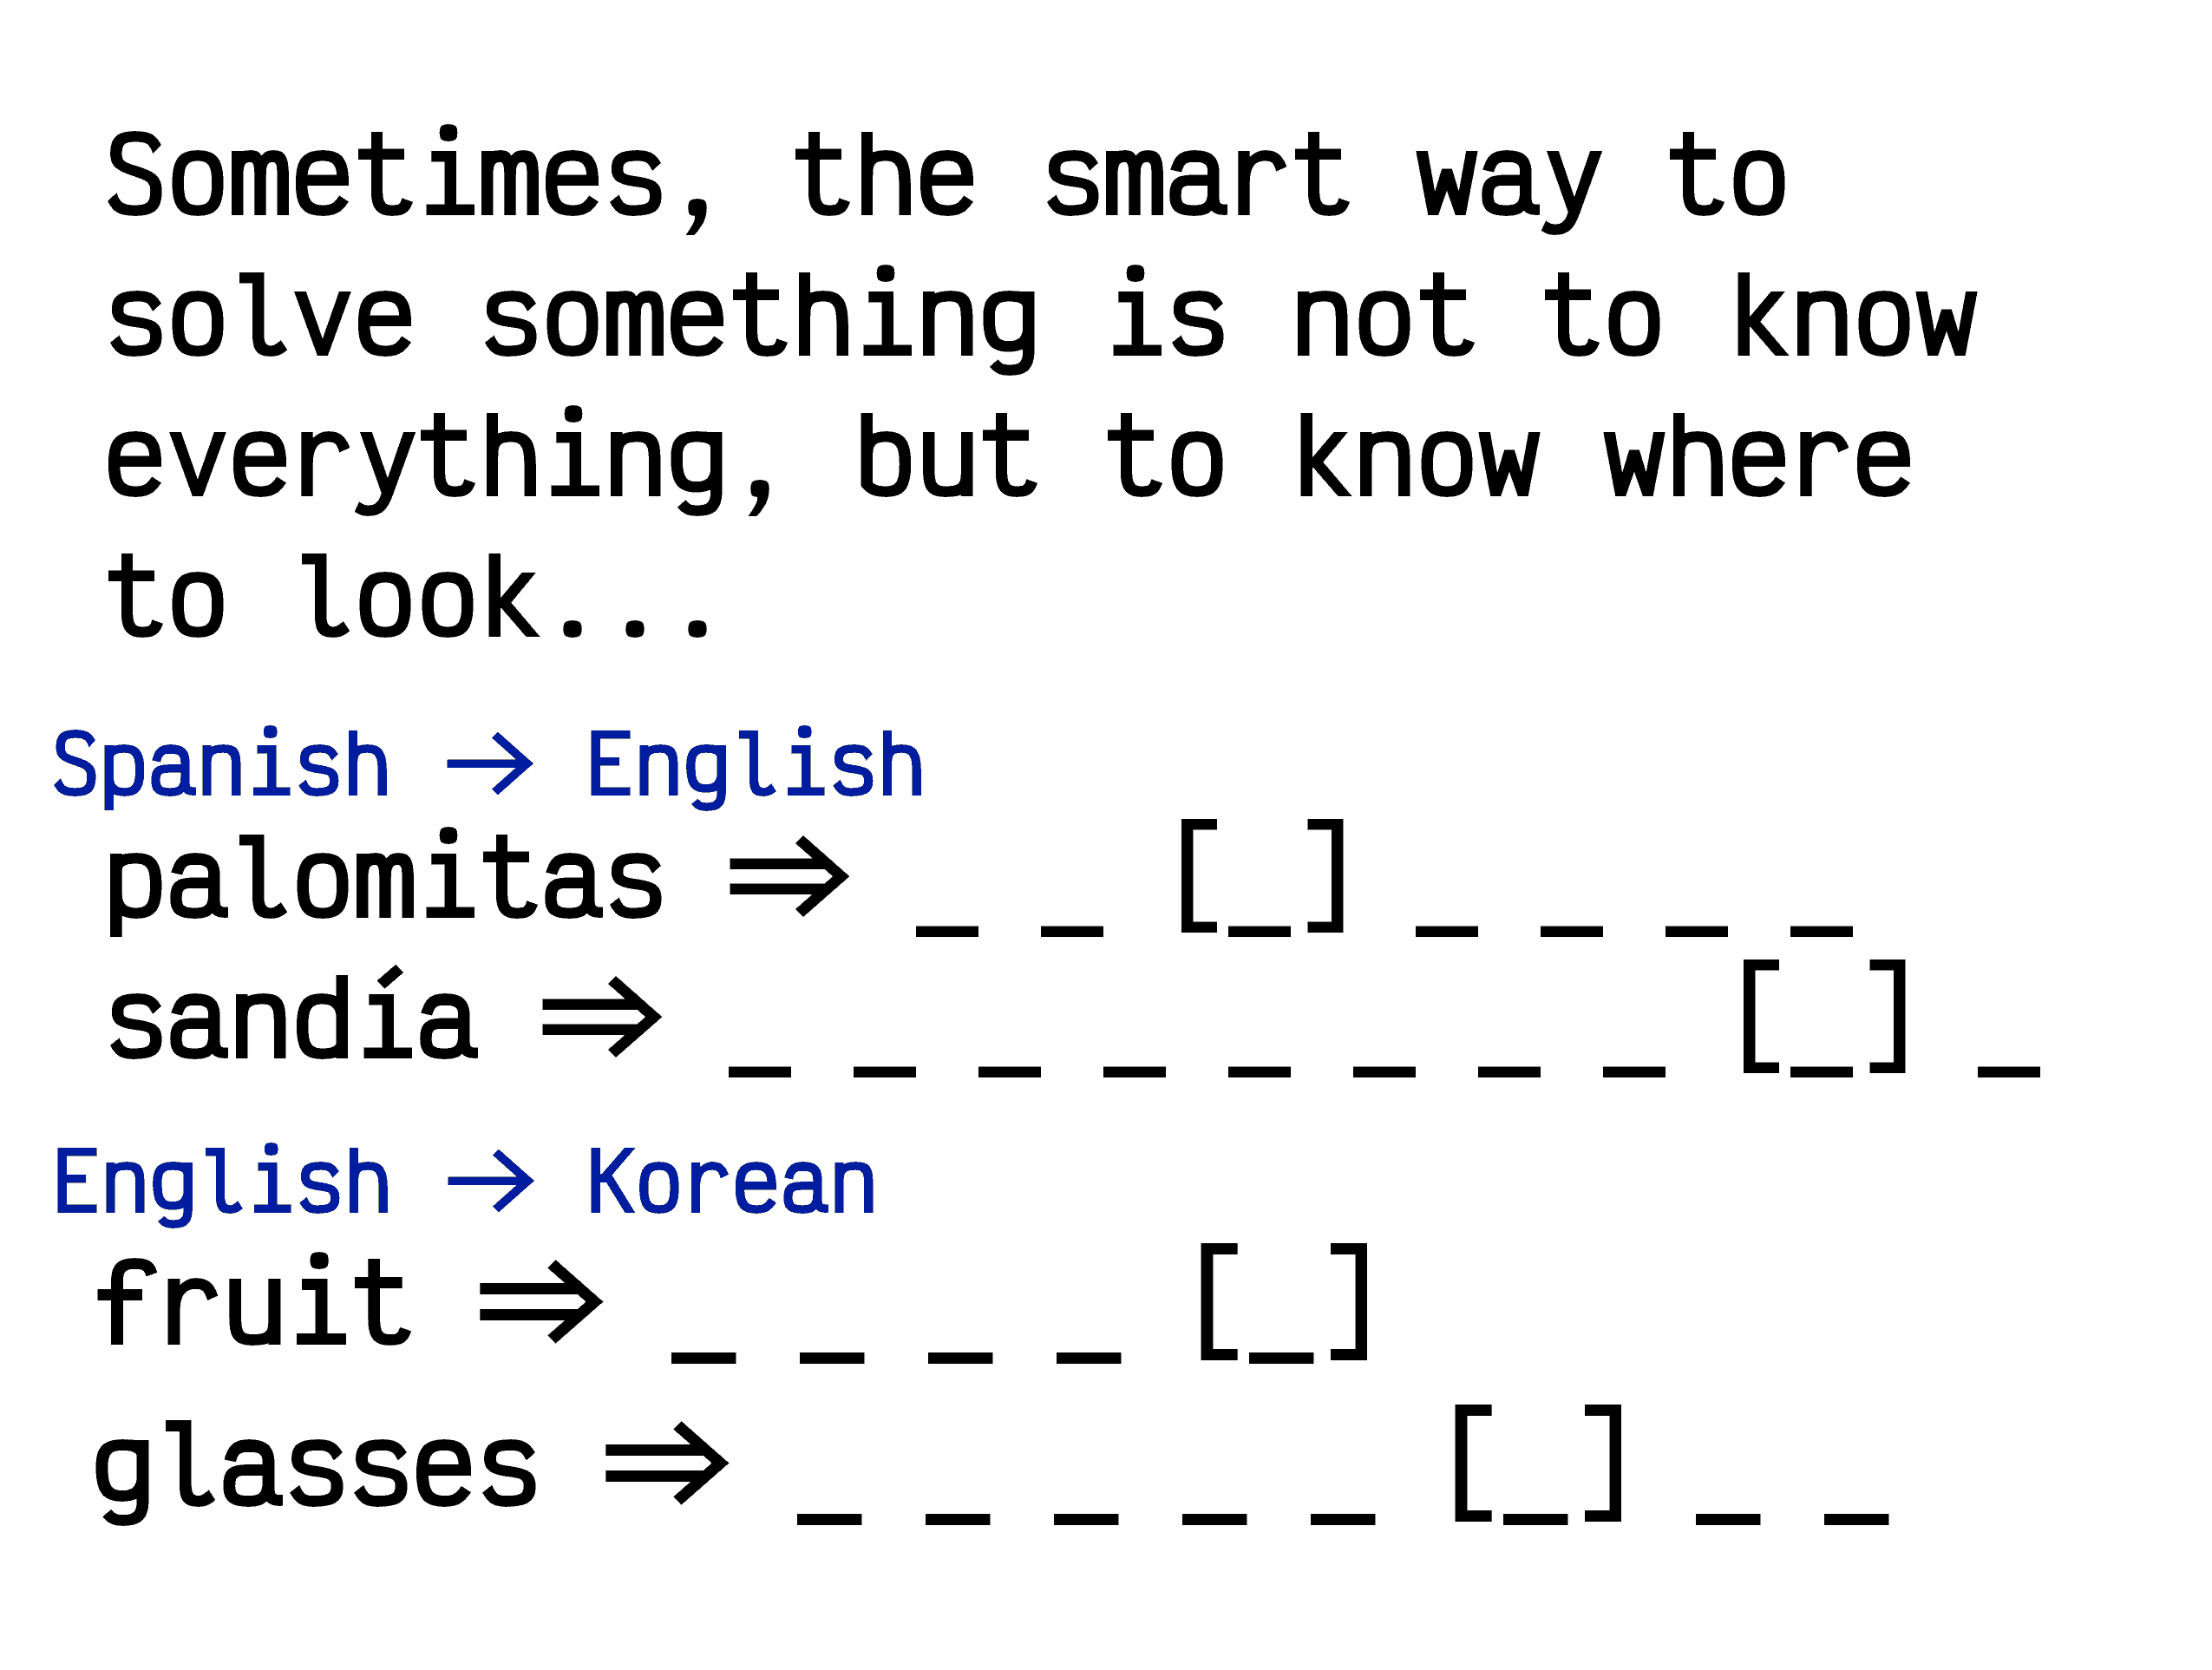 Sometimes, the smart way to
solve something is not to know
everything, but to know where
to look...
Spanish → English
palomitas ⇒ _ _ [_] _ _ _ _
sandía ⇒ _ _ _ _ _ _ _ _ [_] _
English → Korean
fruit ⇒ _ _ _ _ [_]
glasses ⇒ _ _ _ _ _ [_] _ _